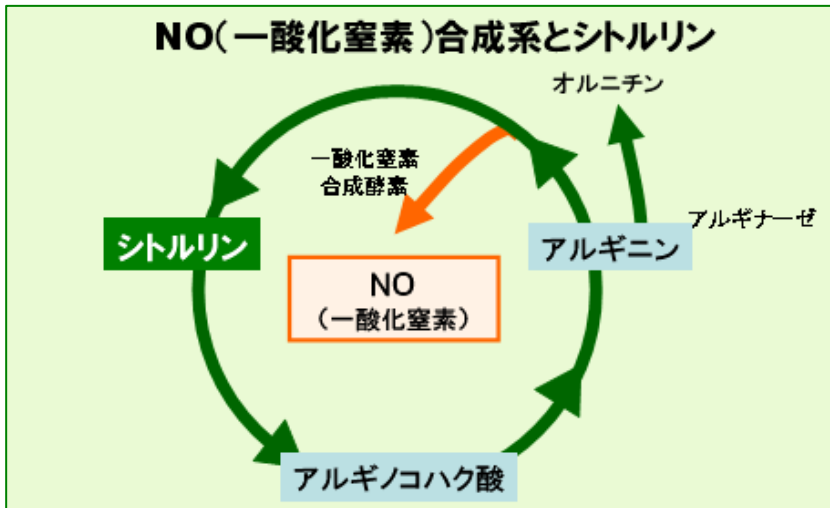 NO(一酸化窒素)合成系とシトルリン
オルニチン
一酸化窒素
合成酵素
アルギナーゼ
シトルリン
アルギニン
NO
(一酸化窒素)
アルギノコハク酸